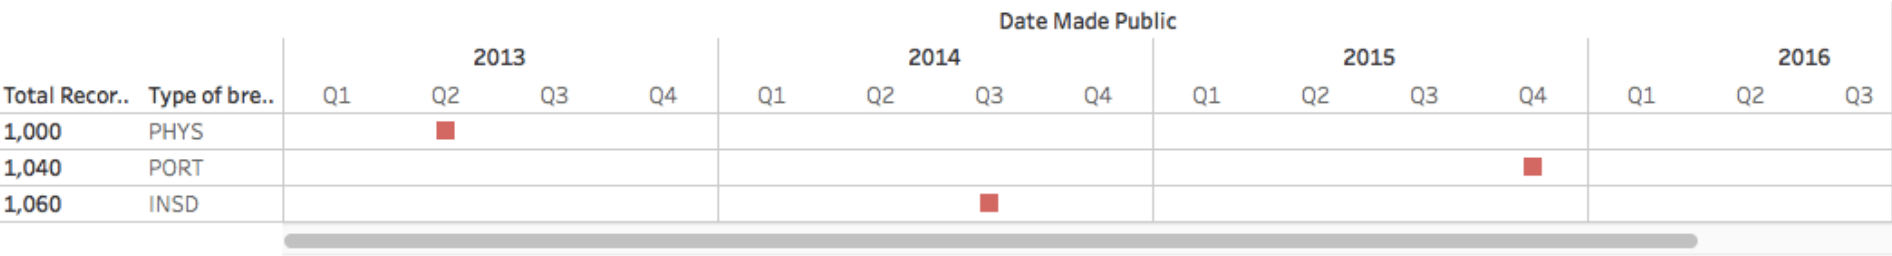 Date Made Public
2013 2014 2015 2016
Total Recor.. Type of bre.. Q1 Q2 Q3 Q4 Q1 Q2 Q3 Q4 Q1 Q2 Q3 Q4 Q1 Q2 Q3
1,000 PHYS
1,040 PORT
1,060 INSD